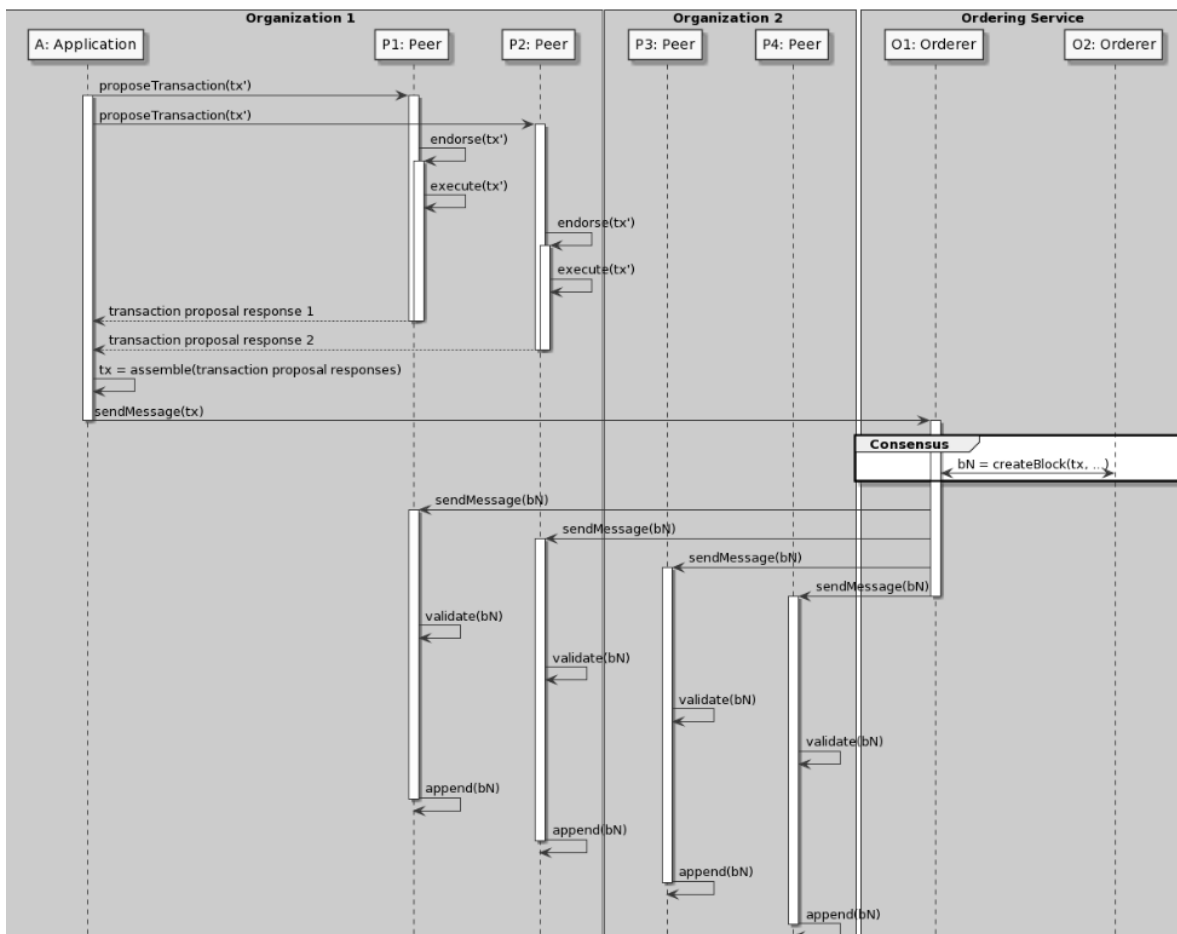 Organization 1
Organization 2
Ordering Service
A: Application
P1: Peer
P2: Peer
P3: Peer
P4: Peer
O1: Orderer
O2: Orderer
proposeTransaction(tx')
proposeTransaction(tx')
endorse(tx')
execute(tx')
endorse(tx')
execute(tx')
transaction proposal response 1
transaction proposal response 2
tx = assemble(transaction proposal responses)
sendMessage(tx)
Consensus
bN = createBlock(tx, ...)
sendMessage(bN)
sendMessage(bN)
sendMessage(bN)
sendMessage(bN)
validate(bN)
validate(bN)
validate(bN)
validate(bN)
append(bN)
append(bN)
append(bN)
append(bN)